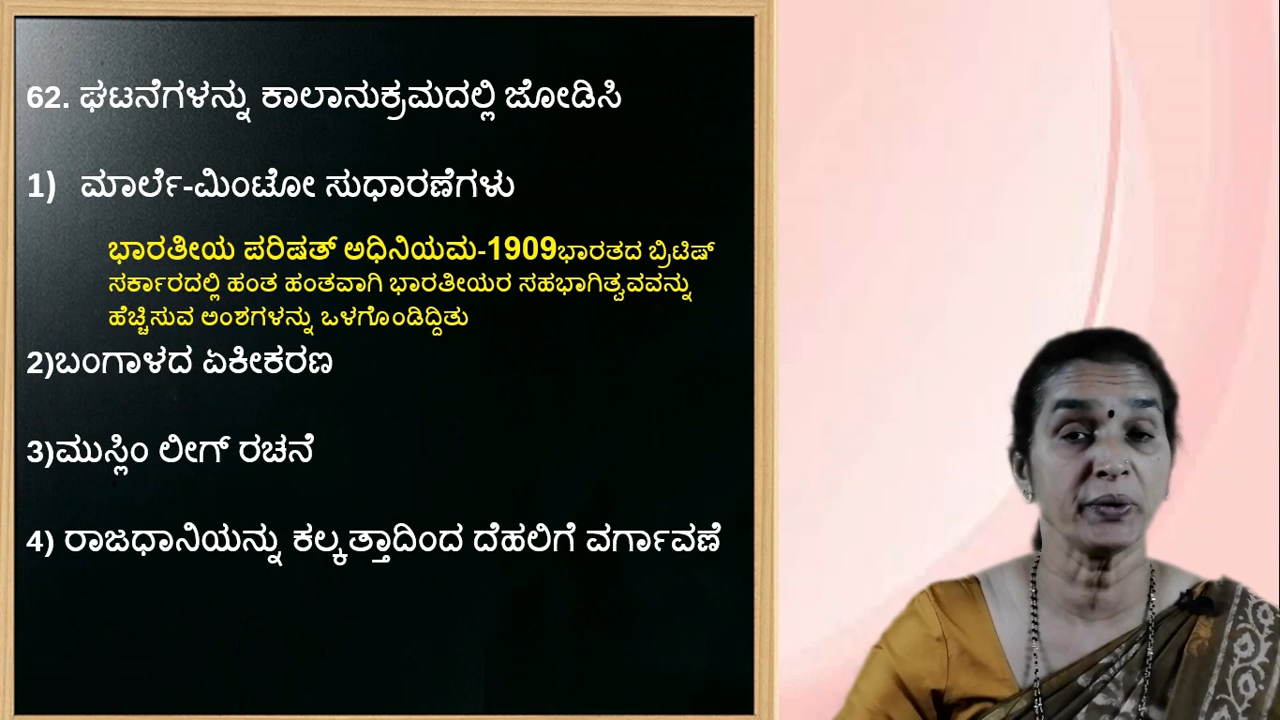 62. ಘಟನೆಗಳನ್ನು ಕಾಲಾನುಕ್ರಮದಲ್ಲಿ ಜೋಡಿಸಿ
1) ಮಾರ್ಲೆ-ಮಿಂಟೋ ಸುಧಾರಣೆಗಳು
ಭಾರತೀಯ ಪರಿಷತ್ ಅಧಿನಿಯಮ-1909ಭಾರತದ ಬ್ರಿಟಿಷ್
ಸರ್ಕಾರದಲ್ಲಿ ಹಂತ ಹಂತವಾಗಿ ಭಾರತೀಯರ ಸಹಭಾಗಿತ್ವವವನ್ನು
ಹೆಚ್ಚಿಸುವ ಅಂಶಗಳನ್ನು ಒಳಗೊಂಡಿದ್ದಿತು
2)ಬಂಗಾಳದ ಏಕೀಕರಣ
3)ಮುಸ್ಲಿಂ ಲೀಗ್ ರಚನೆ
4) ರಾಜಧಾನಿಯನ್ನು ಕಲ್ಕತ್ತಾದಿಂದ ದೆಹಲಿಗೆ ವರ್ಗಾವಣೆ